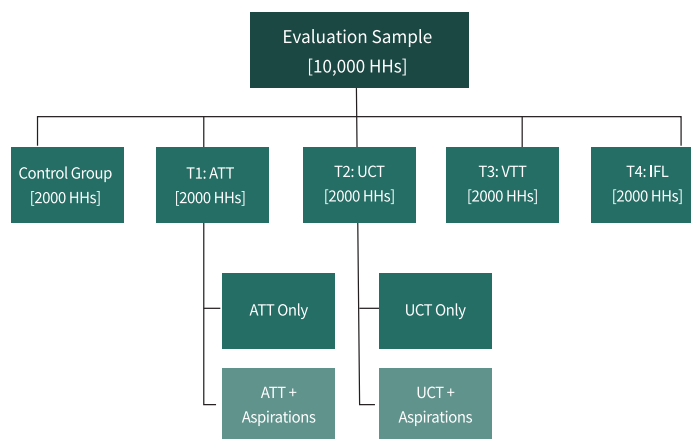 Evaluation Sample
[10,000 HHs]
Control Group
[2000 HHs]
T1: ATT
[2000 HHs]
T2: UCT
[2000 HHs]
T3: VTT
[2000 HHs]
T4: IFL
[2000 HHs]
ATT Only
UCT Only
ATT +
Aspirations
UCT +
Aspirations